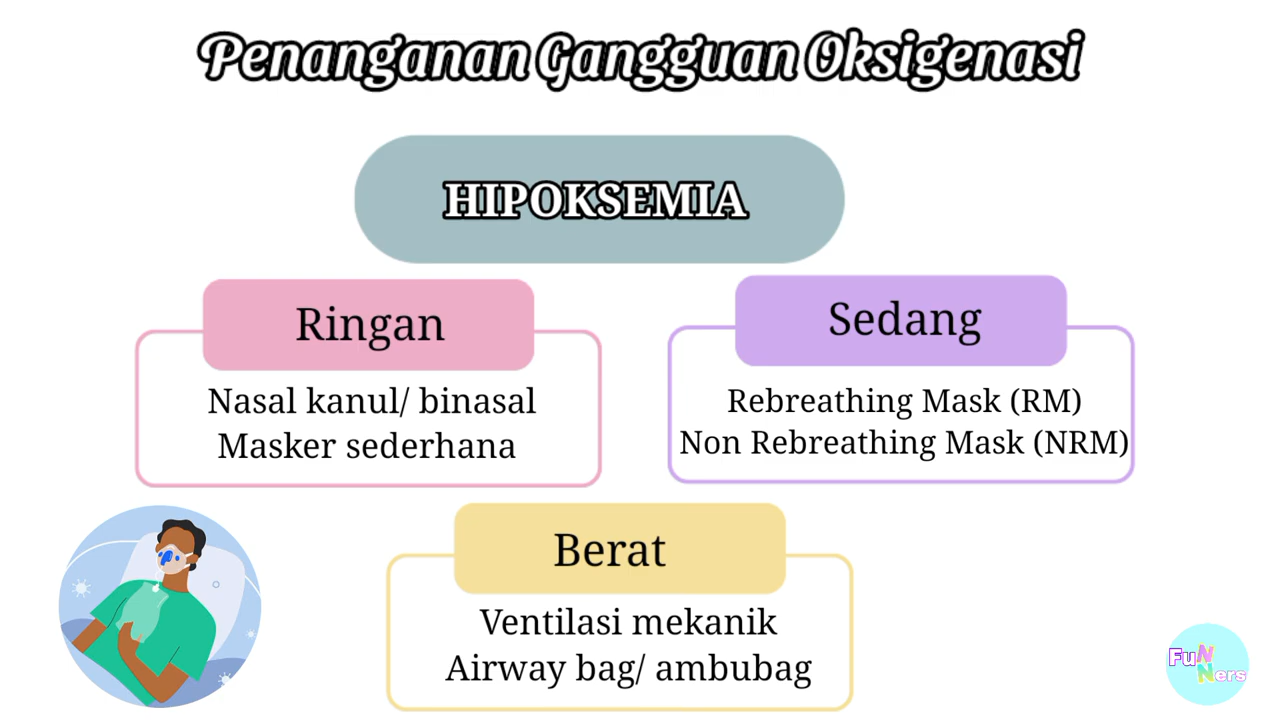 Penanganan Gangguan Oksigenasi
HIPOKSEMIA
Ringan
Nasal kanul/ binasal
Masker sederhana
Sedang
Rebreathing Mask (RM)
Non Rebreathing Mask (NRM)
Berat
Ventilasi mekanik
Airway bag/ ambubag
FuN
Ners